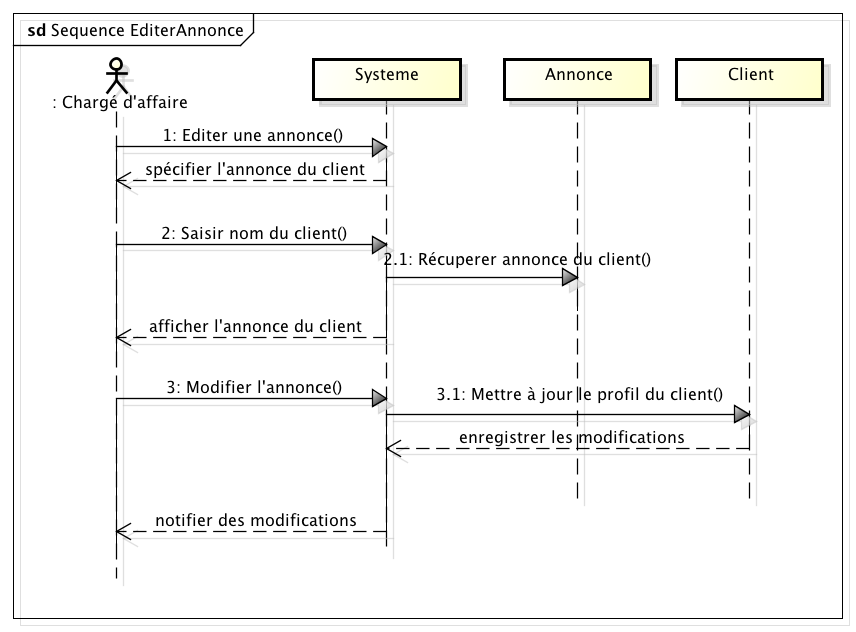 sd Sequence EditerAnnonce
: Chargé d'affaire
Systeme
Annonce
Client
1: Editer une annonce()
spécifier l'annonce du client
2: Saisir nom du client()
2.1: Récuperer annonce du client()
afficher l'annonce du client
3: Modifier l'annonce()
3.1: Mettre à jour le profil du client()
enregistrer les modifications
notifier des modifications